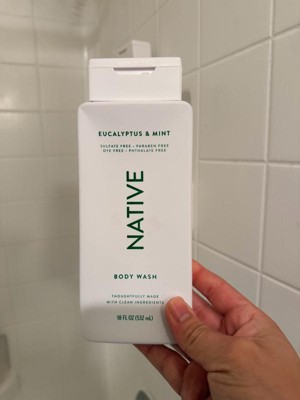 EUCALYPTUS & MINT
SULFATE FREE • PARABEN FREE
DYE FREE • PHTHALATE FREE
NATIVE
BODY WASH
THOUGHTFULLY MADE
WITH CLEAN INGREDIENTS
18 FL OZ (532 mL)